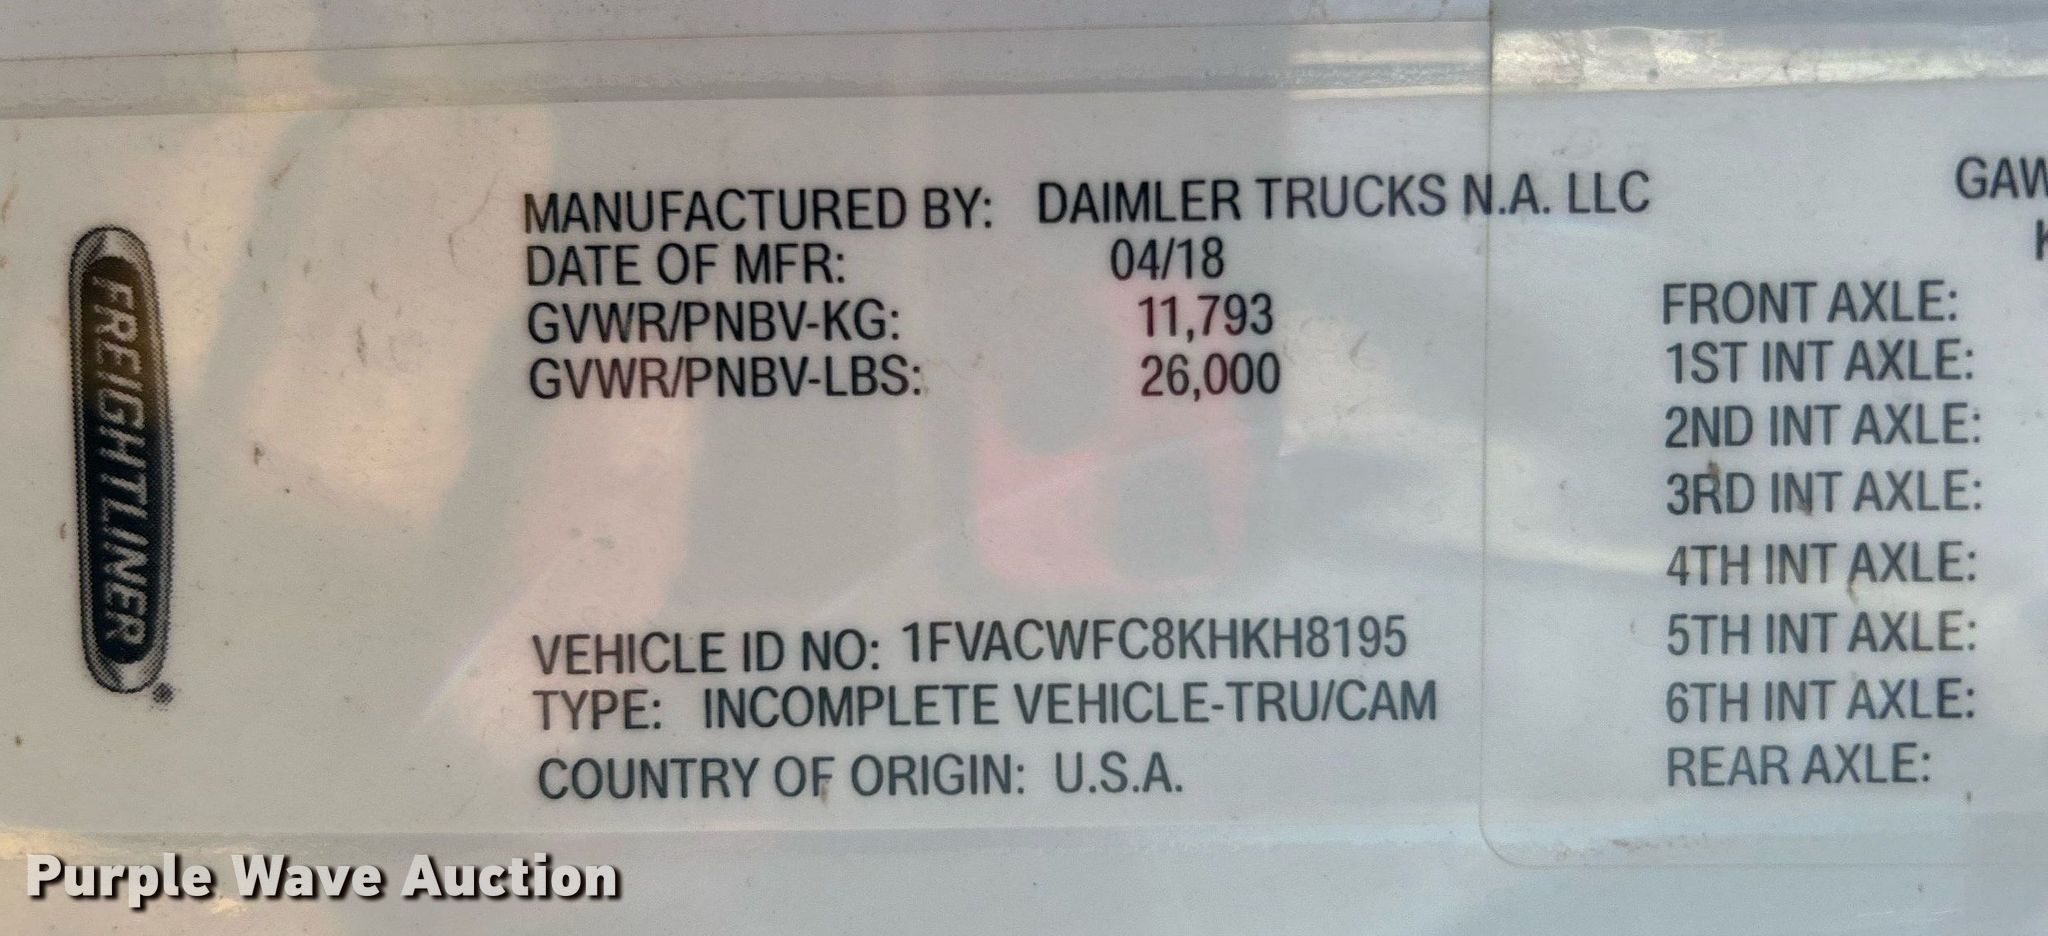 FREIGHTLINER
MANUFACTURED BY: DAIMLER TRUCKS N.A. LLC
DATE OF MFR: 04/18
GVWR/PNBV-KG: 11,793
GVWR/PNBV-LBS: 26,000
VEHICLE ID NO: 1FVACWFC8KHKH8195
TYPE: INCOMPLETE VEHICLE-TRU/CAM
COUNTRY OF ORIGIN: U.S.A.
FRONT AXLE:
1ST INT AXLE:
2ND INT AXLE:
3RD INT AXLE:
4TH INT AXLE:
5TH INT AXLE:
6TH INT AXLE:
REAR AXLE:
Purple Wave Auction